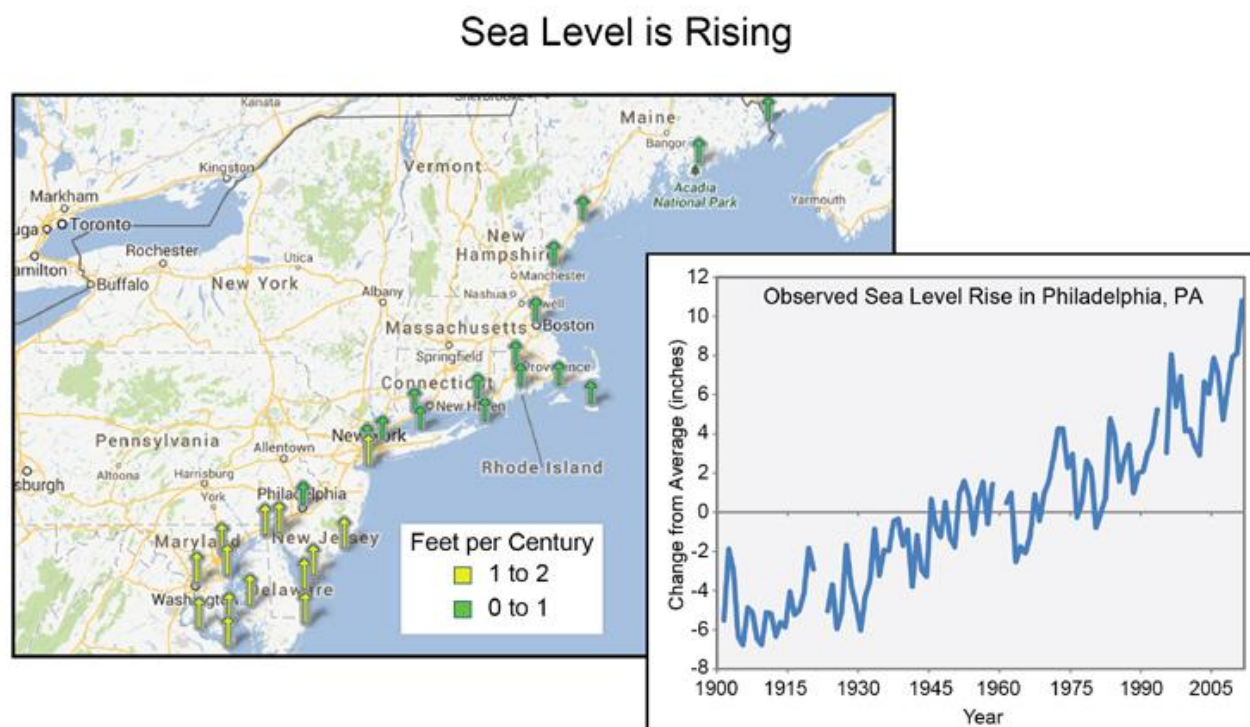 Sea Level is Rising
Kanata
Maine
Bangor
Kingston
Vermont
Markham
Toronto
Acadia
National Park
Yarmouth
Rochester
Utica
New
Hampshire
Buffalo
New York
Manchester
Albany
Nashua
Massachusetts
Boston
Springfield
Providence
Connecticut
New Haven
New York
Pennsylvania
Allentown
Altoona
Harrisburg
York
Rhode Island
Philadelphia
Maryland
New Jersey
Washington
Delaware
Feet per Century
1 to 2
0 to 1
Observed Sea Level Rise in Philadelphia, PA
Change from Average (inches)
12
10
8
6
4
2
0
-2
-4
-6
-8
1900 1915 1930 1945 1960 1975 1990 2005
Year